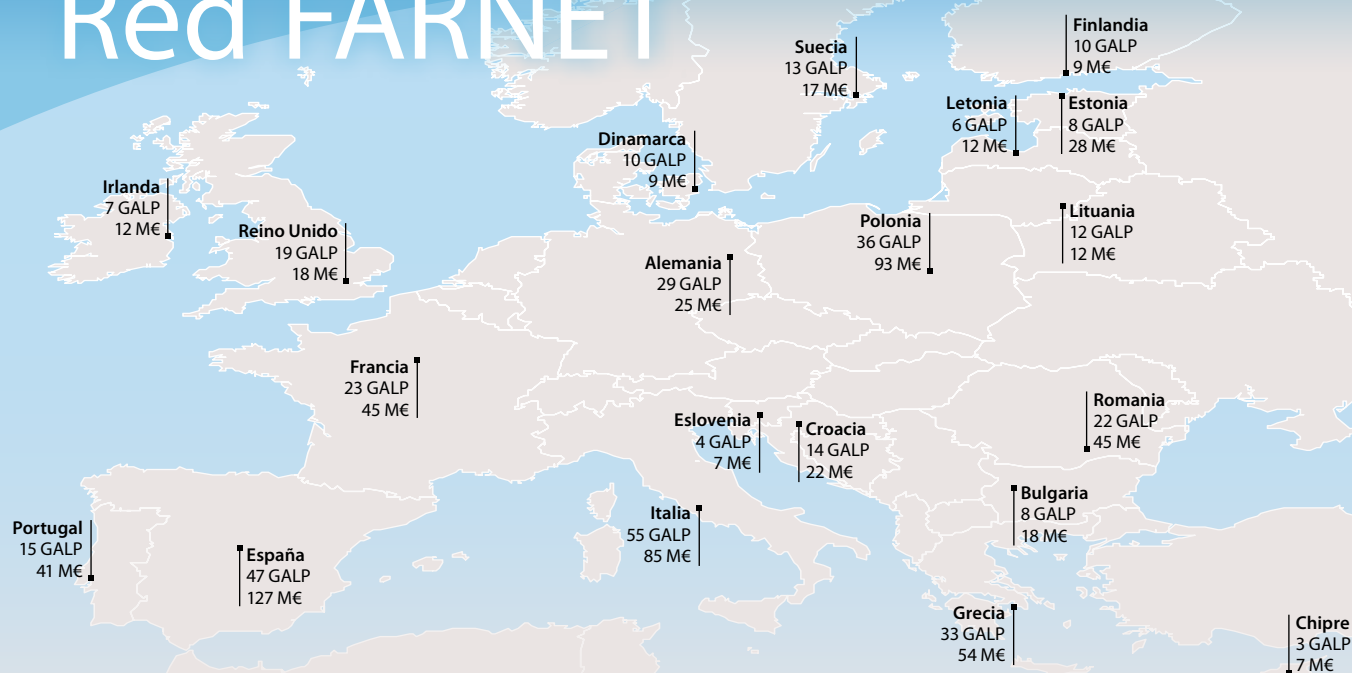 Red FARNET
Finlandia
10 GALP
9 M€
Suecia
13 GALP
17 M€
Letonia
6 GALP
12 M€
Estonia
8 GALP
28 M€
Dinamarca
10 GALP
9 M€
Irlanda
7 GALP
12 M€
Reino Unido
19 GALP
18 M€
Polonia
36 GALP
93 M€
Lituania
12 GALP
12 M€
Alemania
29 GALP
25 M€
Francia
23 GALP
45 M€
Eslovenia
4 GALP
7 M€
Croacia
14 GALP
22 M€
Romania
22 GALP
45 M€
Bulgaria
8 GALP
18 M€
Italia
55 GALP
85 M€
Portugal
15 GALP
41 M€
España
47 GALP
127 M€
Grecia
33 GALP
54 M€
Chipre
3 GALP
7 M€